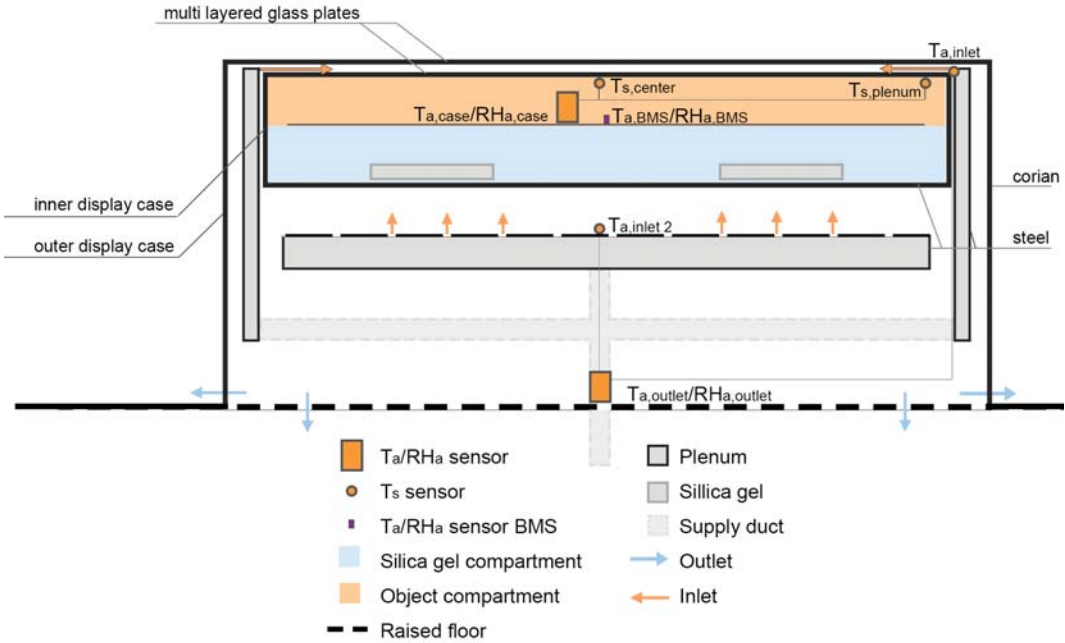 multi layered glass plates
Ta,inlet
Ts,center
Ts,plenum
Ta,case/RHa,case
Ta,BMS/RHa,BMS
corian
inner display case
Ta,inlet 2
steel
outer display case
Ta,outlet/RHa,outlet
Ta/RHa sensor
Plenum
Ts sensor
Sillica gel
Ta/RHa sensor BMS
Supply duct
Silica gel compartment
Outlet
Object compartment
Inlet
Raised floor